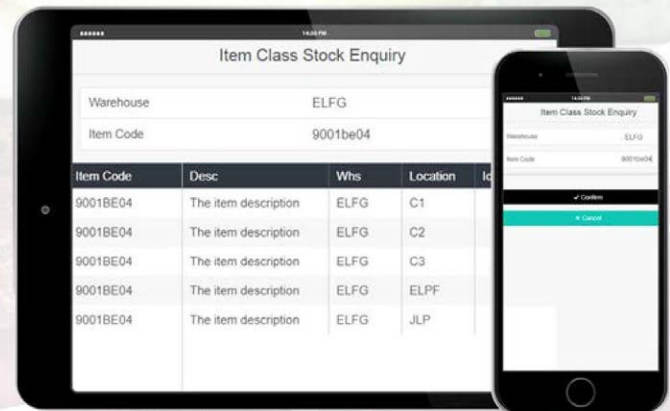 14:24 PM
Item Class Stock Enquiry
Warehouse ELFG
Item Code 9001be04
Item Code Desc Whs Location
9001BE04 The item description ELFG C1
9001BE04 The item description ELFG C2
9001BE04 The item description ELFG C3
9001BE04 The item description ELFG ELPF
9001BE04 The item description ELFG JLP
Item Class Stock Enquiry
Warehouse ELFG
Item Code 9001be04
✓ Confirm
× Cancel